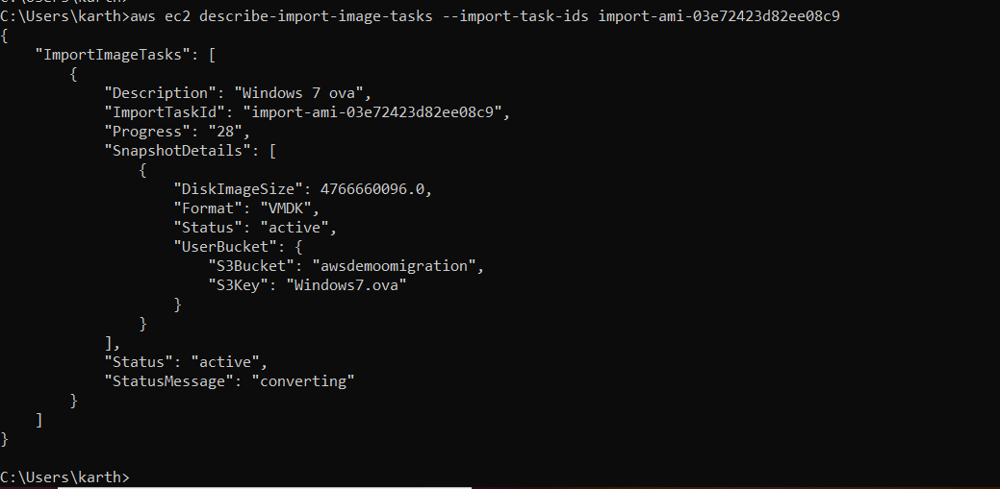 C:\Users\karth>aws ec2 describe-import-image-tasks --import-task-ids import-ami-03e72423d82ee08c9
{
    "ImportImageTasks": [
        {
            "Description": "Windows 7 ova",
            "ImportTaskId": "import-ami-03e72423d82ee08c9",
            "Progress": "28",
            "SnapshotDetails": [
                {
                    "DiskImageSize": 4766660096.0,
                    "Format": "VMDK",
                    "Status": "active",
                    "UserBucket": {
                        "S3Bucket": "awsdemoomigration",
                        "S3Key": "Windows7.ova"
                    }
                }
            ],
            "Status": "active",
            "StatusMessage": "converting"
        }
    ]
}
C:\Users\karth>